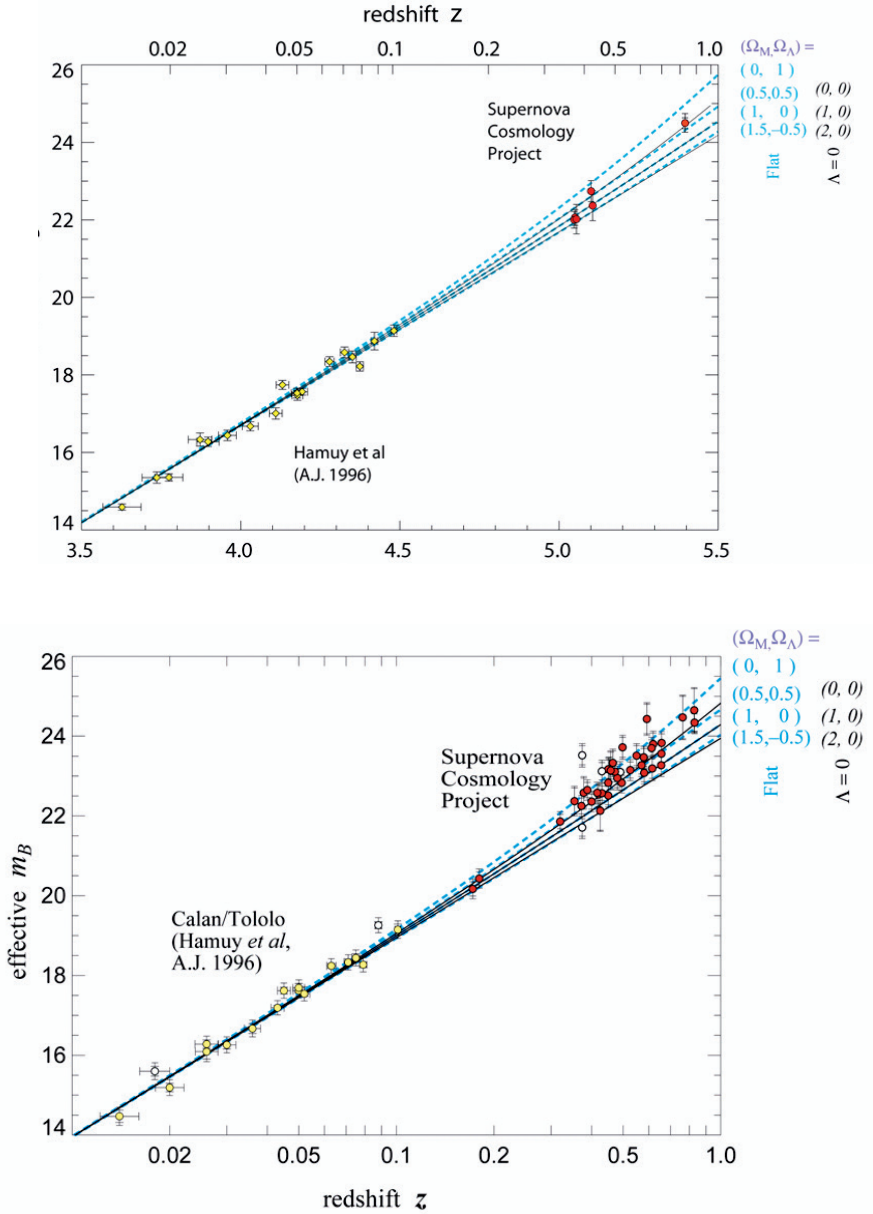 redshift z
0.02 0.05 0.1 0.2 0.5 1.0
(Ω_M,Ω_Λ) =
26
( 0, 1 )
(0.5,0.5) (0, 0)
( 1, 0 ) (1, 0)
(1.5,–0.5) (2, 0)
Flat
Λ = 0
24
22
20
18
16
14
Supernova
Cosmology
Project
Hamuy et al
(A.J. 1996)
3.5 4.0 4.5 5.0 5.5
(Ω_M,Ω_Λ) =
26
( 0, 1 )
(0.5,0.5) (0, 0)
( 1, 0 ) (1, 0)
(1.5,–0.5) (2, 0)
Flat
Λ = 0
24
22
20
18
16
14
effective m_B
Supernova
Cosmology
Project
Calan/Tololo
(Hamuy et al,
A.J. 1996)
0.02 0.05 0.1 0.2 0.5 1.0
redshift z